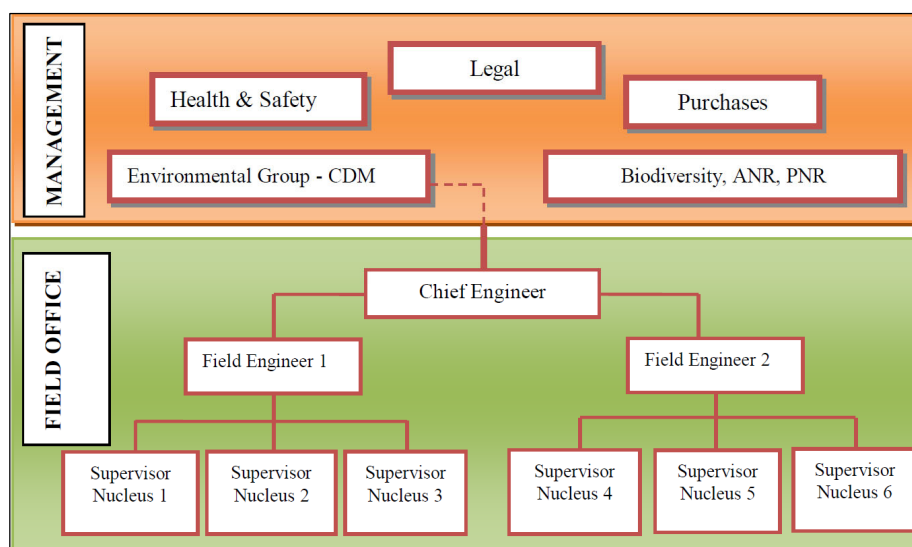 MANAGEMENT
Legal
Health & Safety
Purchases
Environmental Group - CDM
Biodiversity, ANR, PNR
FIELD OFFICE
Chief Engineer
Field Engineer 1
Field Engineer 2
Supervisor
Nucleus 1
Supervisor
Nucleus 2
Supervisor
Nucleus 3
Supervisor
Nucleus 4
Supervisor
Nucleus 5
Supervisor
Nucleus 6